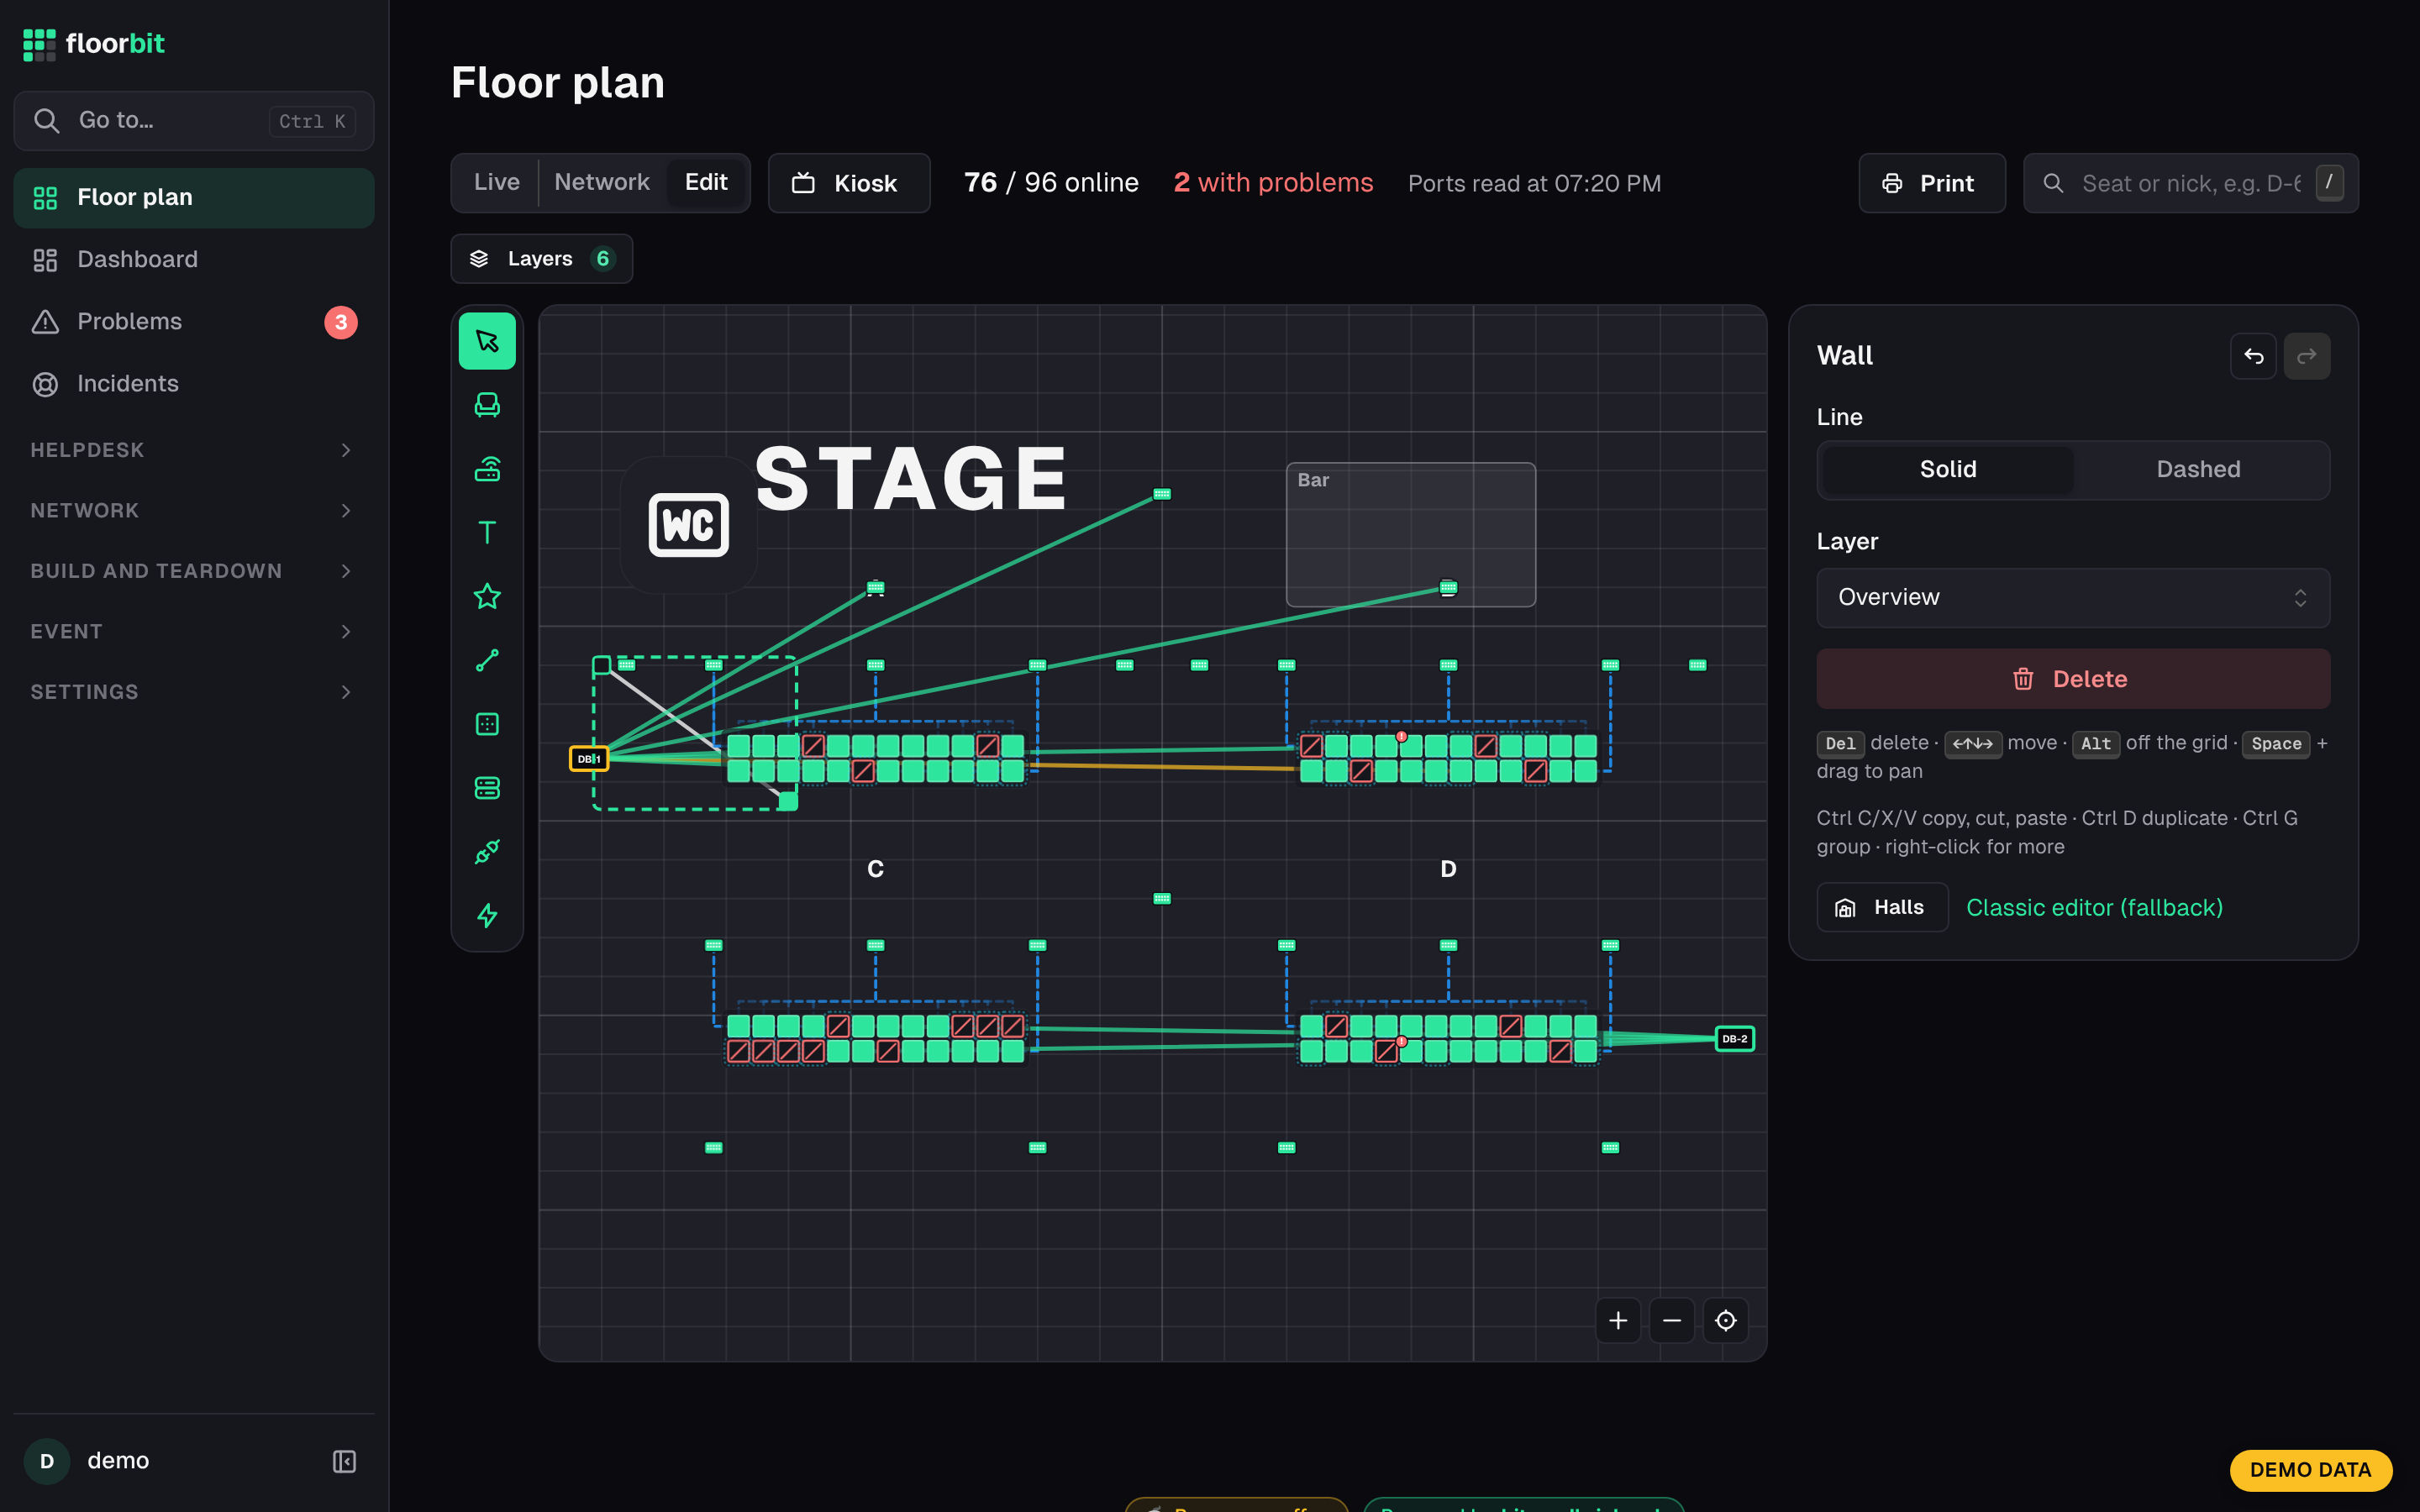 floorbit
Go to...
Ctrl K
Floor plan
Dashboard
Problems
3
Incidents
HELPDESK
NETWORK
BUILD AND TEARDOWN
EVENT
SETTINGS
D
demo
Floor plan
Live
Network
Edit
Kiosk
76 / 96 online
2 with problems
Ports read at 07:20 PM
Print
Seat or nick, e.g. D-6
/
Layers 6
STAGE
WC
Bar
C
D
DB-2
Wall
Line
Solid
Dashed
Layer
Overview
Delete
Del delete · ←↑↓→ move · Alt off the grid · Space +
drag to pan
Ctrl C/X/V copy, cut, paste · Ctrl D duplicate · Ctrl G
group · right-click for more
Halls
Classic editor (fallback)
DEMO DATA